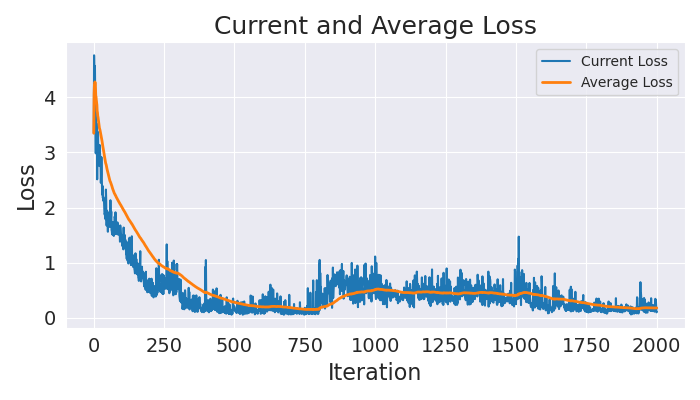 Current and Average Loss
Current Loss
Average Loss
Loss
4
3
2
1
0
0 250 500 750 1000 1250 1500 1750 2000
Iteration